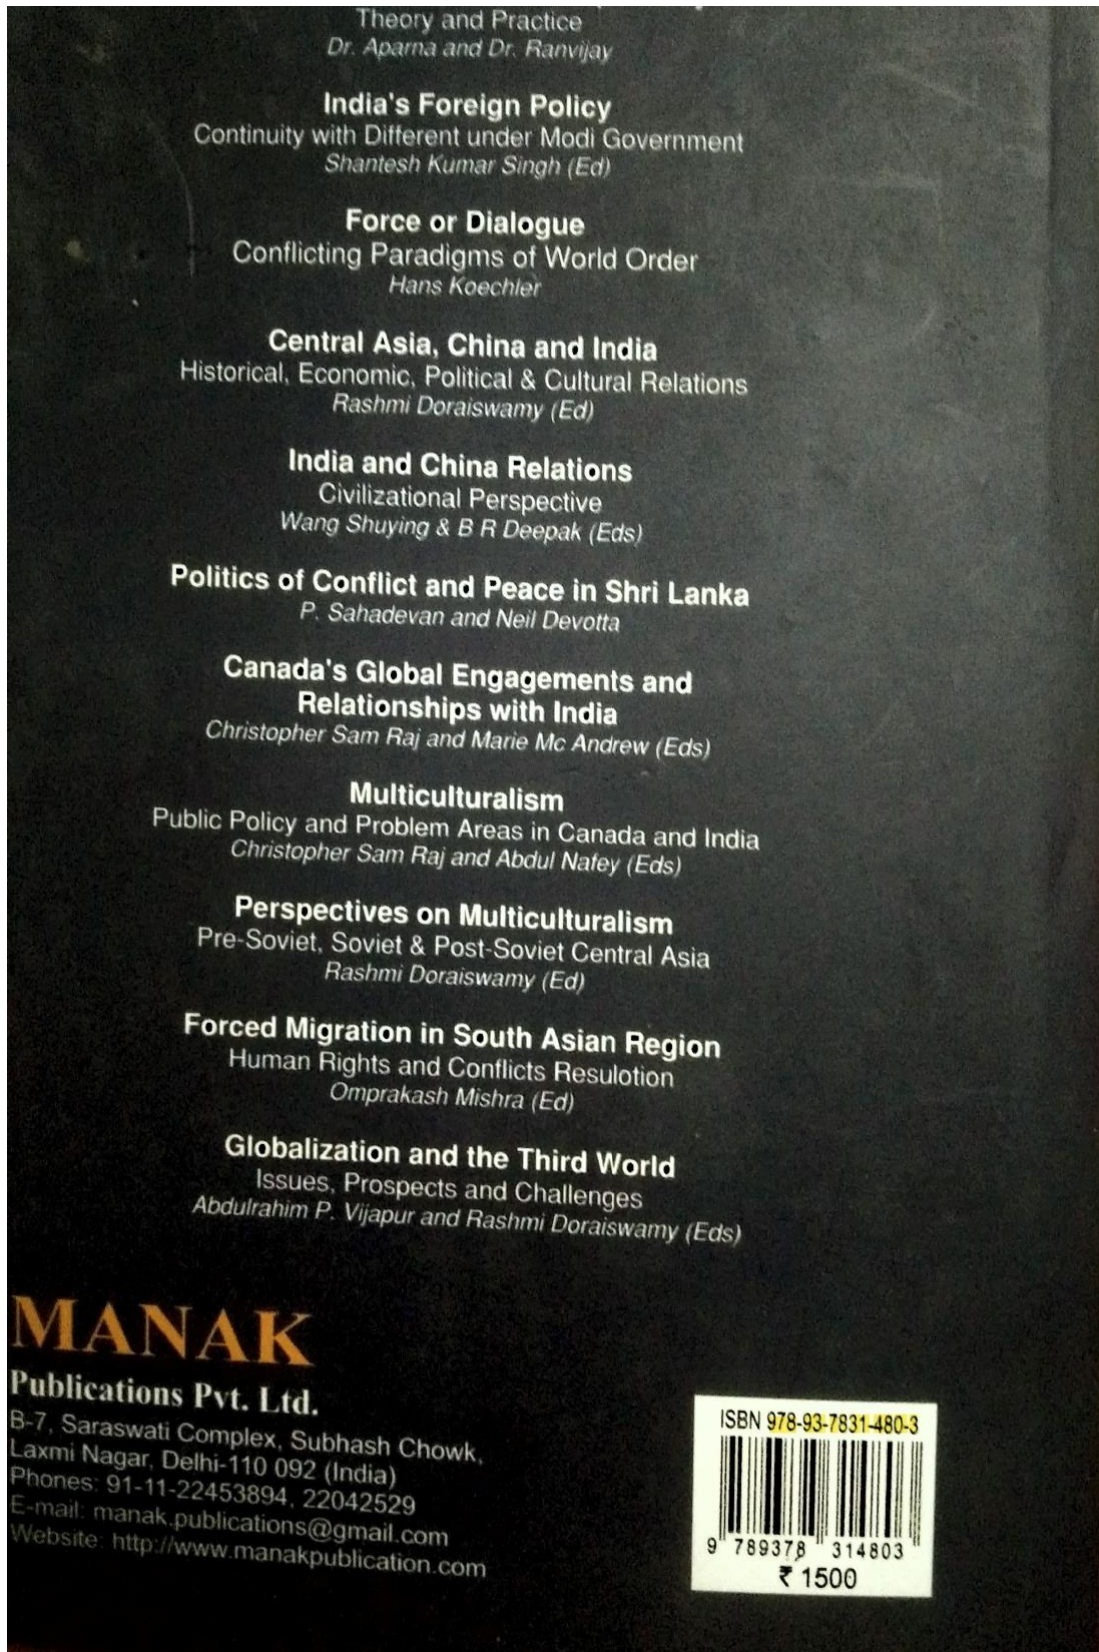 Theory and Practice
Dr. Aparna and Dr. Ranvijay
India's Foreign Policy
Continuity with Different under Modi Government
Shantesh Kumar Singh (Ed)
Force or Dialogue
Conflicting Paradigms of World Order
Hans Koechler
Central Asia, China and India
Historical, Economic, Political & Cultural Relations
Rashmi Doraiswamy (Ed)
India and China Relations
Civilizational Perspective
Wang Shuying & B R Deepak (Eds)
Politics of Conflict and Peace in Shri Lanka
P. Sahadevan and Neil Devotta
Canada's Global Engagements and
Relationships with India
Christopher Sam Raj and Marie Mc Andrew (Eds)
Multiculturalism
Public Policy and Problem Areas in Canada and India
Christopher Sam Raj and Abdul Nafey (Eds)
Perspectives on Multiculturalism
Pre-Soviet, Soviet & Post-Soviet Central Asia
Rashmi Doraiswamy (Ed)
Forced Migration in South Asian Region
Human Rights and Conflicts Resulotion
Omprakash Mishra (Ed)
Globalization and the Third World
Issues, Prospects and Challenges
Abdulrahim P. Vijapur and Rashmi Doraiswamy (Eds)
MANAK
Publications Pvt. Ltd.
B-7, Saraswati Complex, Subhash Chowk,
Laxmi Nagar, Delhi-110 092 (India)
Phones: 91-11-22453894, 22042529
E-mail: manak.publications@gmail.com
Website: http://www.manakpublication.com
ISBN 978-93-7831-480-3
9 789378 314803
₹ 1500